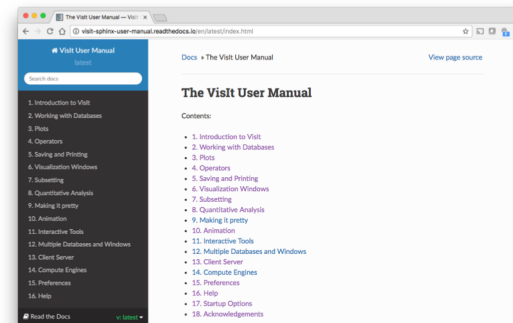 The VisIt User Manual — VisIt
visit-sphinx-user-manual.readthedocs.io/en/latest/index.html
VisIt User Manual
latest
Search docs
1. Introduction to VisIt
2. Working with Databases
3. Plots
4. Operators
5. Saving and Printing
6. Visualization Windows
7. Subsetting
8. Quantitative Analysis
9. Making it pretty
10. Animation
11. Interactive Tools
12. Multiple Databases and Windows
13. Client Server
14. Compute Engines
15. Preferences
16. Help
Read the Docs
v: latest
Docs » The VisIt User Manual
View page source
The VisIt User Manual
Contents:
1. Introduction to VisIt
2. Working with Databases
3. Plots
4. Operators
5. Saving and Printing
6. Visualization Windows
7. Subsetting
8. Quantitative Analysis
9. Making it pretty
10. Animation
11. Interactive Tools
12. Multiple Databases and Windows
13. Client Server
14. Compute Engines
15. Preferences
16. Help
17. Startup Options
18. Acknowledgements